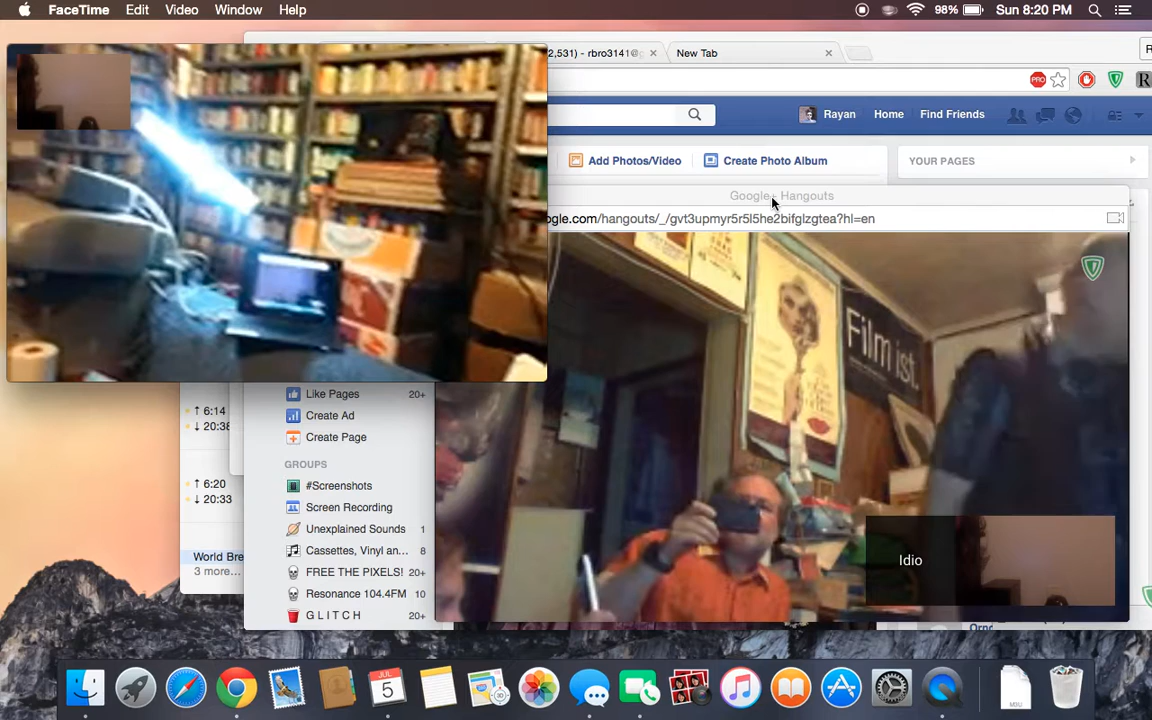 FaceTime Edit Video Window Help 98% Sun 8:20 PM
2,531) - rbro3141@g New Tab
PRO
Rayan Home Find Friends
Add Photos/Video Create Photo Album YOUR PAGES
Google+ Hangouts
ogle.com/hangouts/_/gvt3upmyr5r5l5he2bifglzgtea?hl=en
Film ist.
Like Pages 20+
↑ 6:14 Create Ad
↓ 20:38
Create Page
GROUPS
↑ 6:20 #Screenshots
↓ 20:33 Screen Recording
Unexplained Sounds 1
World Bre Cassettes, Vinyl an... 8
3 more... FREE THE PIXELS! 20+
Resonance 104.4FM 10
G L I T C H 20+
Idio
JUL
5